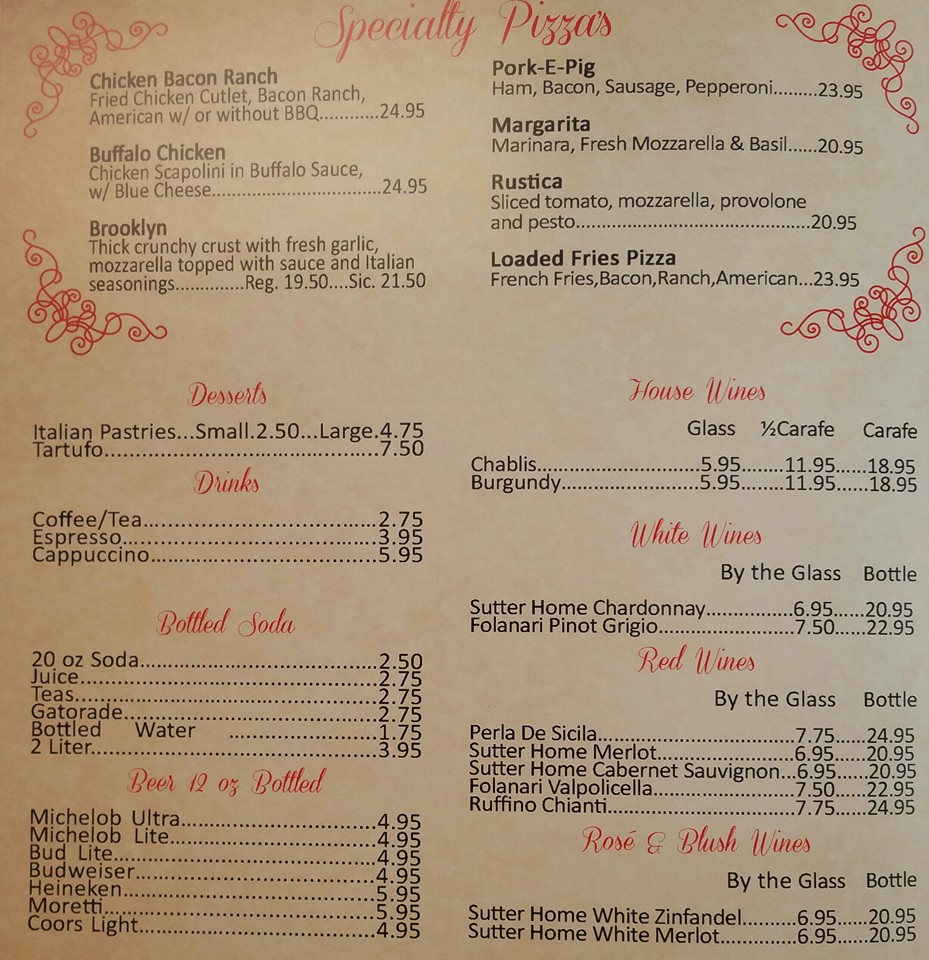 Specialty Pizza's
Chicken Bacon Ranch
Fried Chicken Cutlet, Bacon Ranch,
American w/ or without BBQ............24.95
Buffalo Chicken
Chicken Scapolini in Buffalo Sauce,
w/ Blue Cheese.................................24.95
Brooklyn
Thick crunchy crust with fresh garlic,
mozzarella topped with sauce and Italian
seasonings..............Reg. 19.50....Sic. 21.50
Pork-E-Pig
Ham, Bacon, Sausage, Pepperoni.........23.95
Margarita
Marinara, Fresh Mozzarella & Basil......20.95
Rustica
Sliced tomato, mozzarella, provolone
and pesto.............................................20.95
Loaded Fries Pizza
French Fries,Bacon,Ranch,American...23.95
Desserts
Italian Pastries...Small.2.50...Large.4.75
Tartufo............................................7.50
Drinks
Coffee/Tea.....................................2.75
Espresso.........................................3.95
Cappuccino....................................5.95
Bottled Soda
20 oz Soda......................................2.50
Juice................................................2.75
Teas.................................................2.75
Gatorade.........................................2.75
Bottled Water ........................1.75
2 Liter..............................................3.95
Beer 12 oz Bottled
Michelob Ultra................................4.95
Michelob Lite..................................4.95
Bud Lite...........................................4.95
Budweiser.......................................4.95
Heineken.........................................5.95
Moretti............................................5.95
Coors Light......................................4.95
House Wines
Glass ½Carafe Carafe
Chablis..........................5.95........11.95......18.95
Burgundy......................5.95........11.95......18.95
White Wines
By the Glass Bottle
Sutter Home Chardonnay................6.95......20.95
Folanari Pinot Grigio.........................7.50......22.95
Red Wines
By the Glass Bottle
Perla De Sicila....................................7.75......24.95
Sutter Home Merlot.........................6.95......20.95
Sutter Home Cabernet Sauvignon...6.95......20.95
Folanari Valpolicella..........................7.50......22.95
Ruffino Chianti..................................7.75......24.95
Rosé & Blush Wines
By the Glass Bottle
Sutter Home White Zinfandel..........6.95......20.95
Sutter Home White Merlot..............6.95......20.95